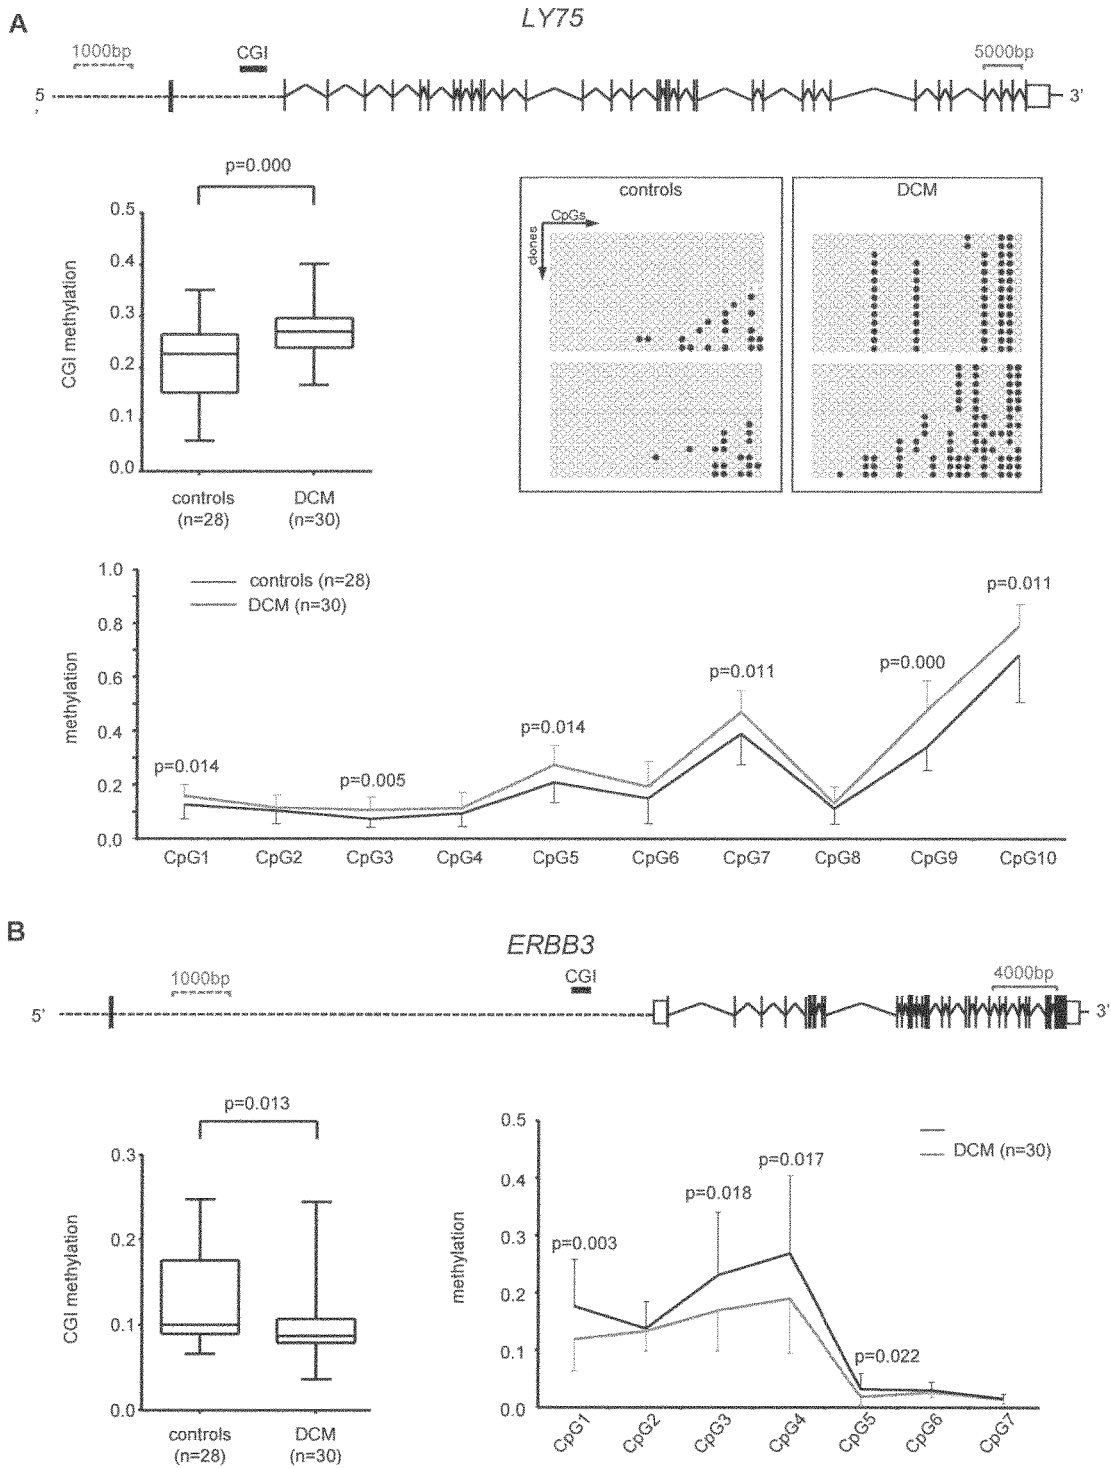 A
LY75
1000bp
CGI
5000bp
5
,
3'
p=0.000
0.5
0.4
0.3
0.2
0.1
0.0
CGI methylation
controls
(n=28)
DCM
(n=30)
controls
CpGs
clones
DCM
1.0
0.8
0.6
0.4
0.2
0.0
methylation
controls (n=28)
DCM (n=30)
p=0.014
p=0.005
p=0.014
p=0.011
p=0.000
p=0.011
CpG1 CpG2 CpG3 CpG4 CpG5 CpG6 CpG7 CpG8 CpG9 CpG10
B
ERBB3
1000bp
CGI
4000bp
5'
3'
p=0.013
0.3
0.2
0.1
0.0
CGI methylation
controls
(n=28)
DCM
(n=30)
0.5
0.4
0.3
0.2
0.1
0.0
methylation
DCM (n=30)
p=0.003
p=0.018
p=0.017
p=0.022
CpG1 CpG2 CpG3 CpG4 CpG5 CpG6 CpG7